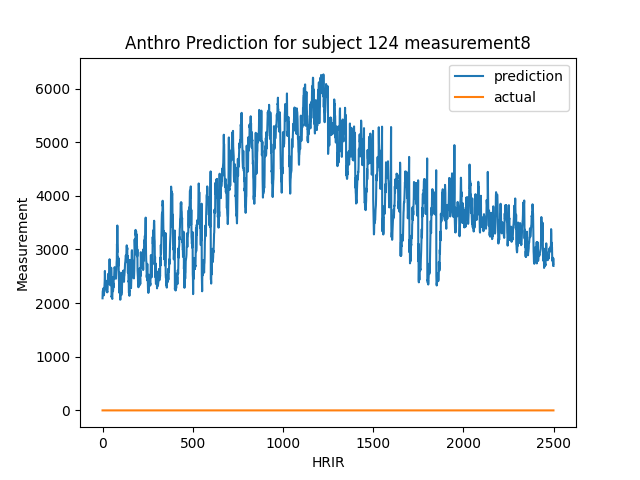 Anthro Prediction for subject 124 measurement8
prediction
actual
6000
5000
4000
3000
2000
1000
0
Measurement
0
500
1000
1500
2000
2500
HRIR